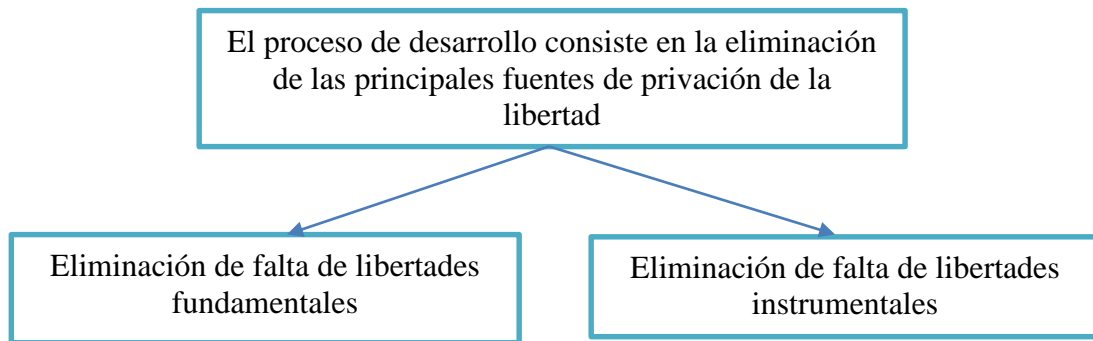 El proceso de desarrollo consiste en la eliminación
de las principales fuentes de privación de la
libertad
Eliminación de falta de libertades
fundamentales
Eliminación de falta de libertades
instrumentales